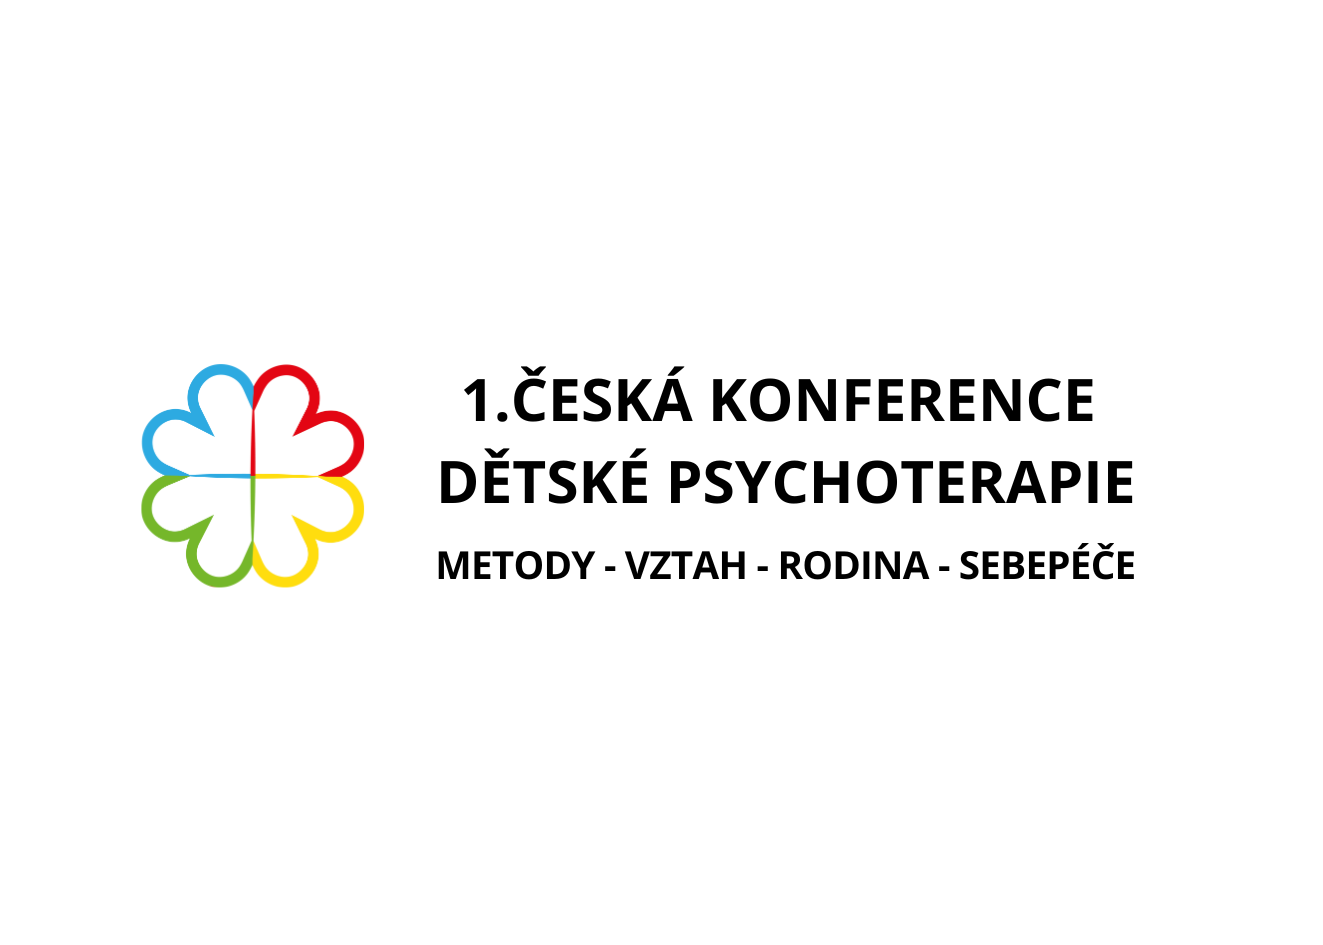 1.ČESKÁ KONFERENCE
DĚTSKÉ PSYCHOTERAPIE
METODY - VZTAH - RODINA - SEBEPÉČE